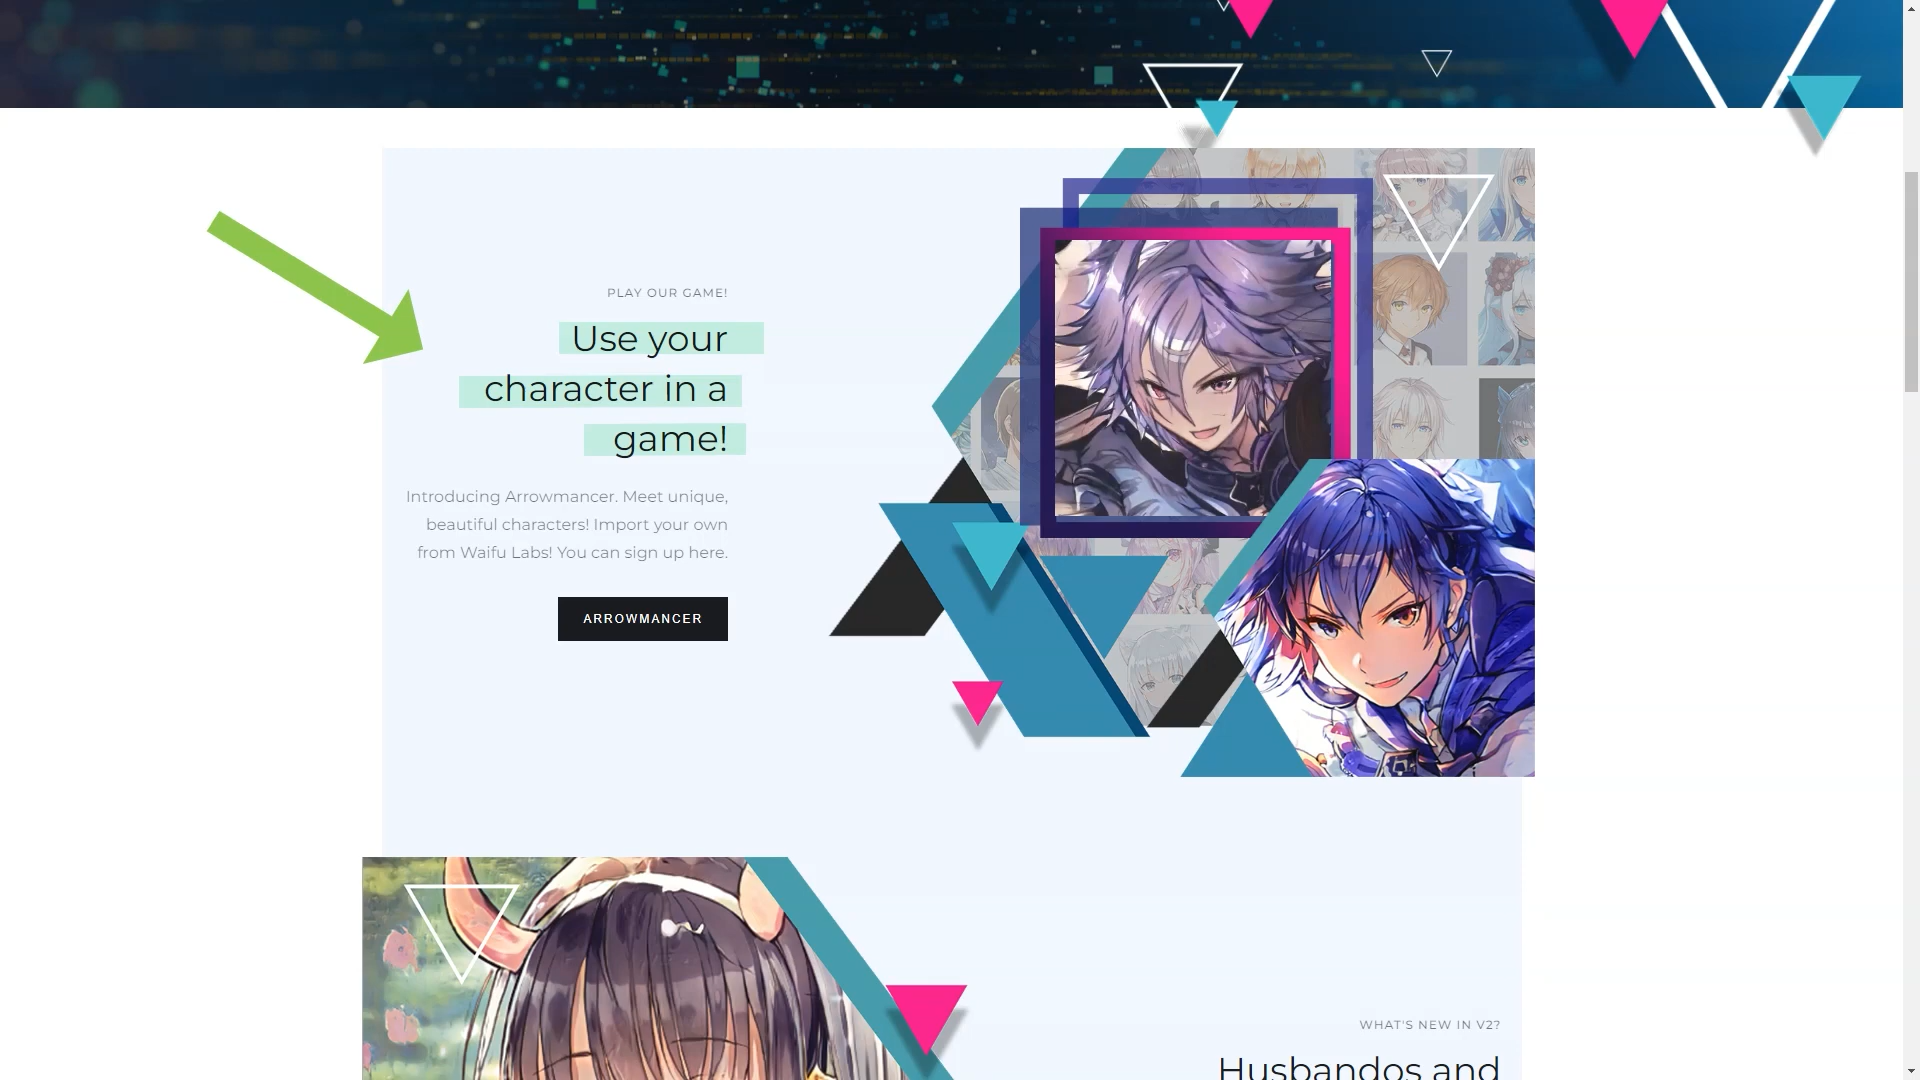 PLAY OUR GAME!
Use your
character in a
game!
Introducing Arrowmancer. Meet unique,
beautiful characters! Import your own
from Waifu Labs! You can sign up here.
ARROWMANCER
WHAT'S NEW IN V2?
Husbandos and